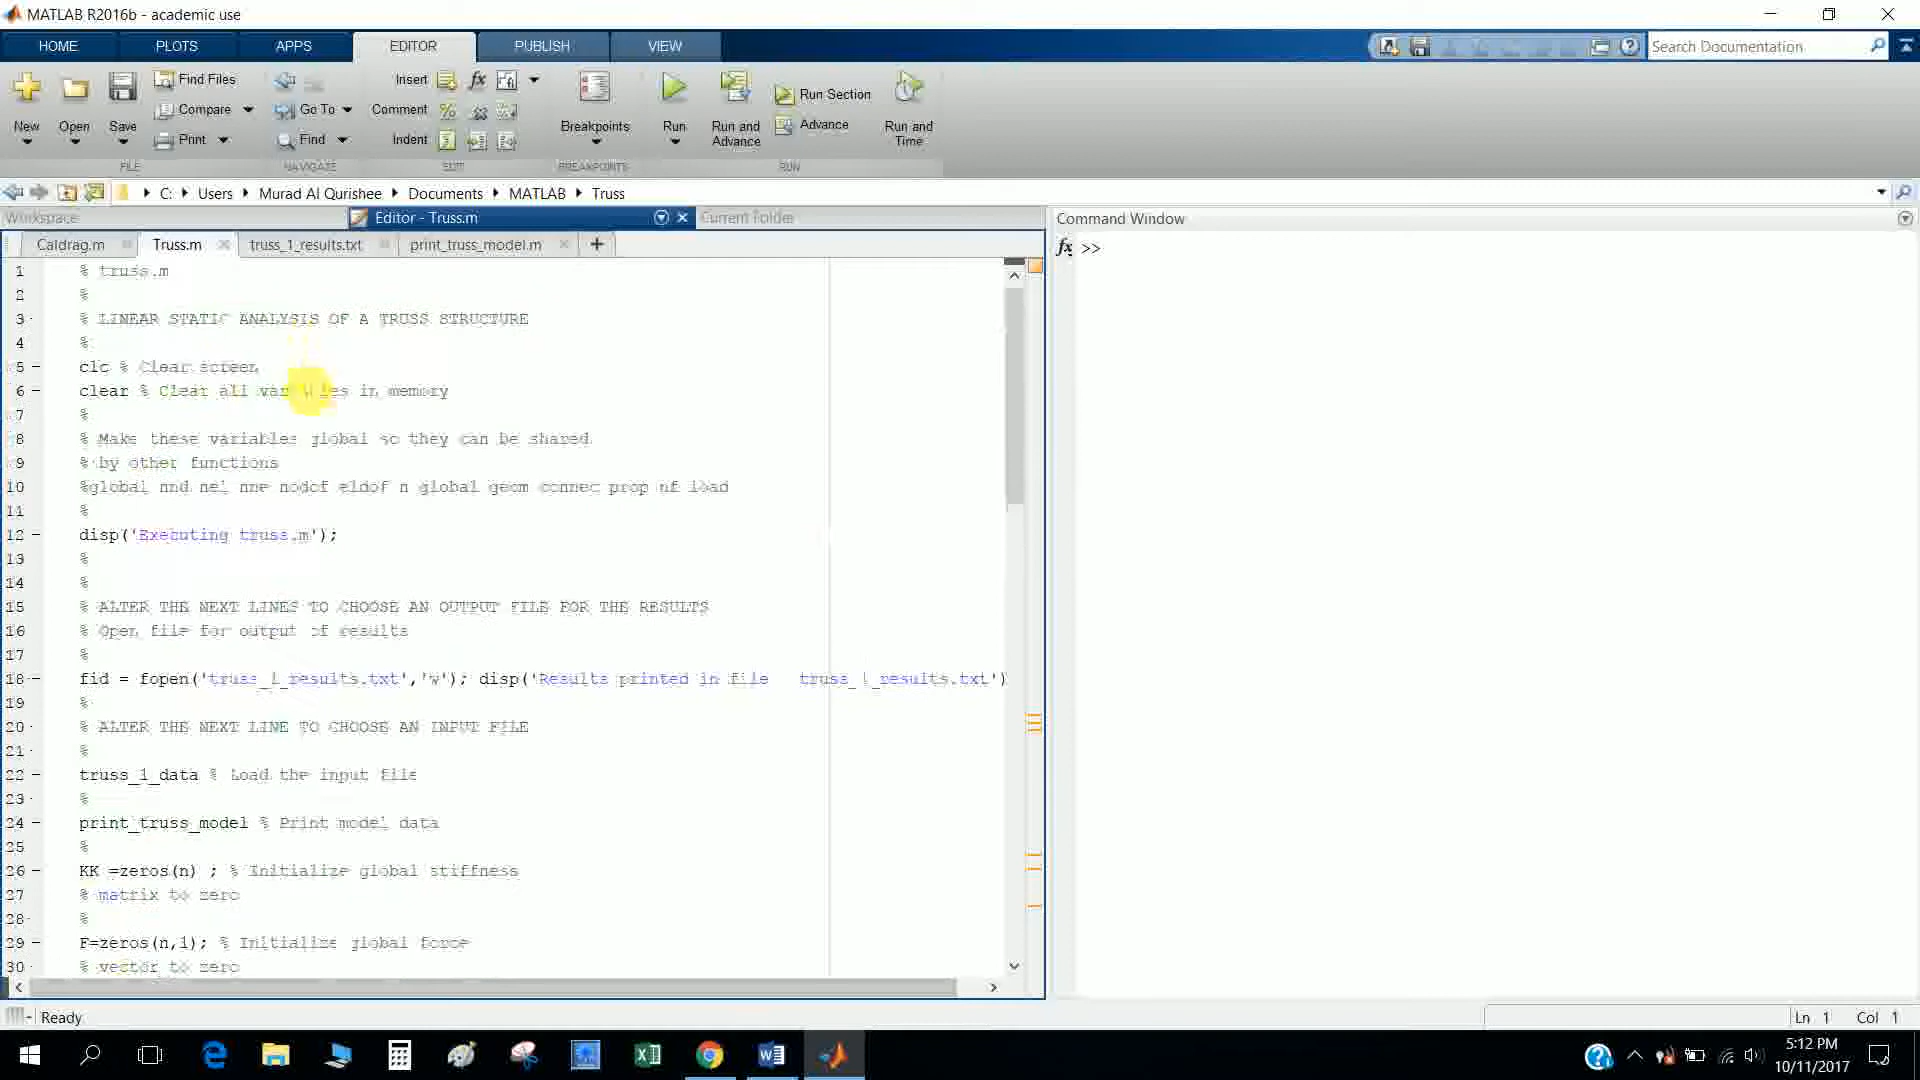 MATLAB R2016b - academic use
HOME PLOTS APPS EDITOR PUBLISH VIEW
Search Documentation
New Open Save
Find Files
Compare
Print
FILE
Go To
Find
NAVIGATE
Insert
Comment
Indent
EDIT
fx
Breakpoints
BREAKPOINTS
Run
Run and Advance
Run Section
Advance
Run and Time
RUN
C: Users Murad Al Qurishee Documents MATLAB Truss
Workspace
Editor - Truss.m
Current Folder
Command Window
Caldrag.m Truss.m truss_1_results.txt print_truss_model.m +
fx >>
1 % truss.m
2 %
3 % LINEAR STATIC ANALYSIS OF A TRUSS STRUCTURE
4 %
5 — clc % Clear screen
6 — clear % Clear all variables in memory
7 %
8 % Make these variables global so they can be shared
9 % by other functions
10 %global nnd nel nne nodof eldof n global geom connec prop nf load
11 %
12 — disp('Executing truss.m');
13 %
14 %
15 % ALTER THE NEXT LINES TO CHOOSE AN OUTPUT FILE FOR THE RESULTS
16 % Open file for output of results
17 %
18 — fid = fopen('truss_1_results.txt','w'); disp('Results printed in file truss_1_results.txt')
19 %
20 % ALTER THE NEXT LINE TO CHOOSE AN INPUT FILE
21 %
22 — truss_1_data % Load the input file
23 %
24 — print_truss_model % Print model data
25 %
26 — KK =zeros(n) ; % Initialize global stiffness
27 % matrix to zero
28 %
29 — F=zeros(n,1); % Initialize global force
30 % vector to zero
Ready
Ln 1 Col 1
5:12 PM
10/11/2017